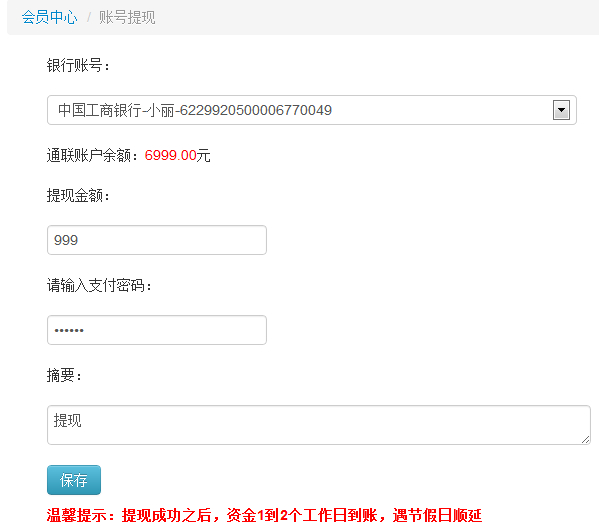 会员中心 / 账号提现
银行账号：
中国工商银行-小丽-6229920500006770049
通联账户余额：6999.00元
提现金额：
999
请输入支付密码：
••••••
摘要：
提现
保存
温馨提示：提现成功之后，资金1到2个工作日到账，遇节假日顺延